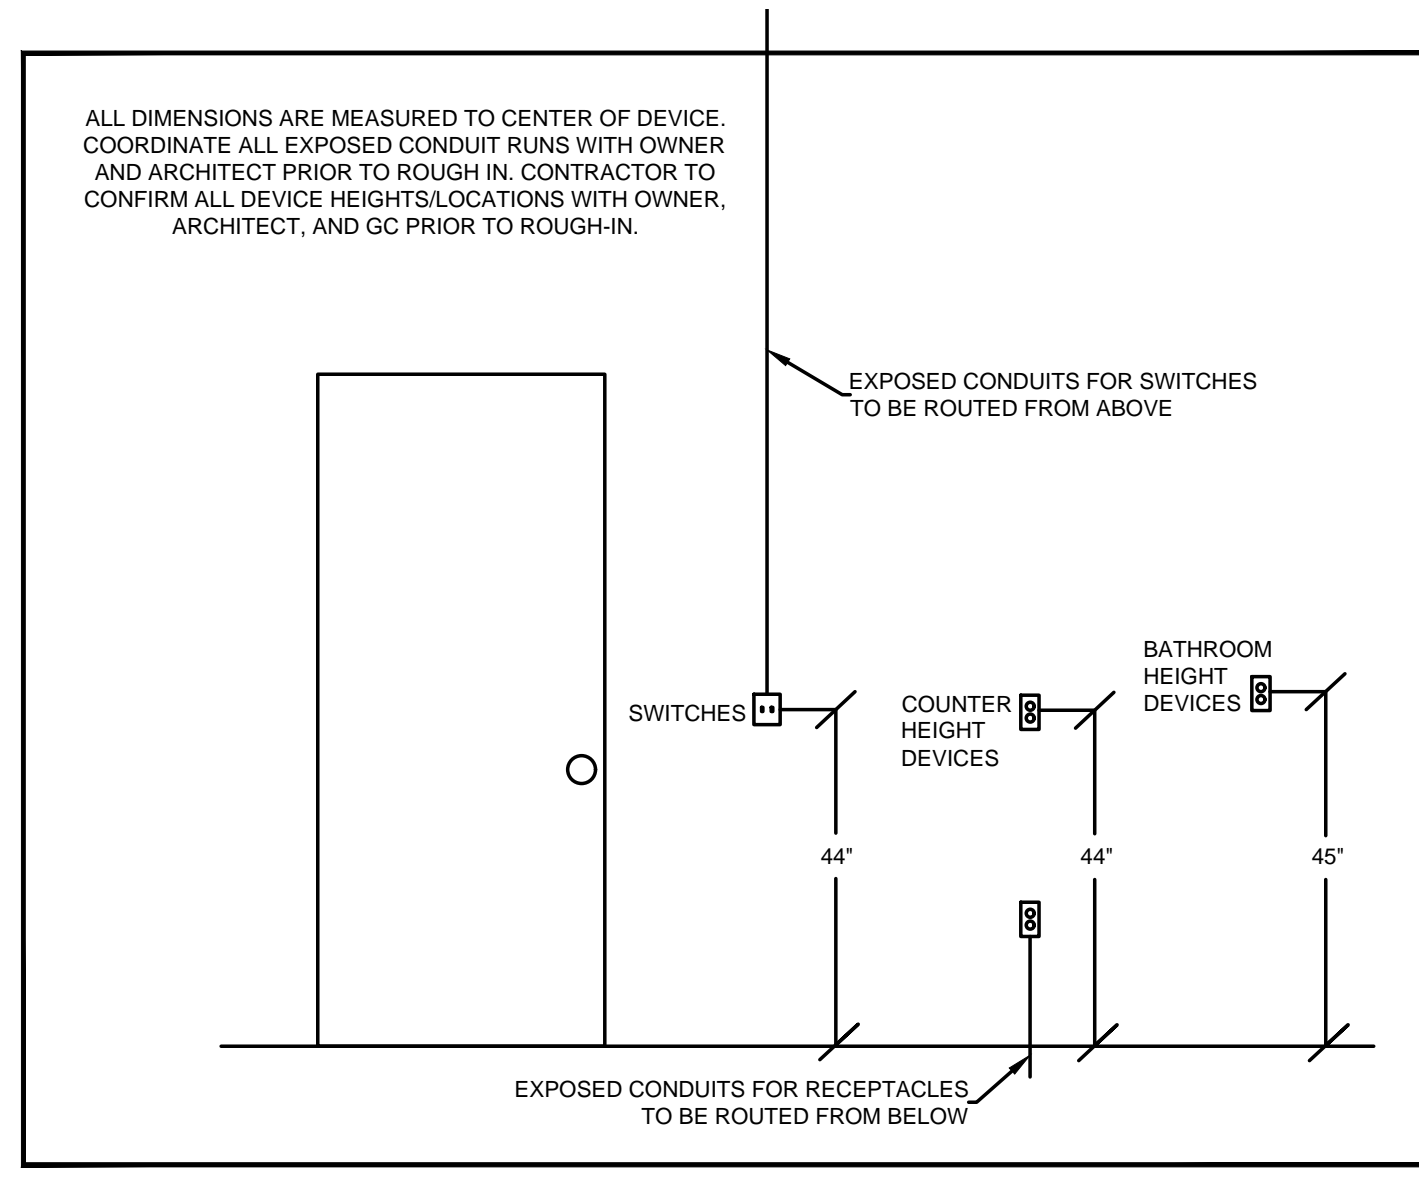 ALL DIMENSIONS ARE MEASURED TO CENTER OF DEVICE.
COORDINATE ALL EXPOSED CONDUIT RUNS WITH OWNER
AND ARCHITECT PRIOR TO ROUGH IN. CONTRACTOR TO
CONFIRM ALL DEVICE HEIGHTS/LOCATIONS WITH OWNER,
ARCHITECT, AND GC PRIOR TO ROUGH-IN.
EXPOSED CONDUITS FOR SWITCHES
TO BE ROUTED FROM ABOVE
SWITCHES
COUNTER
HEIGHT
DEVICES
BATHROOM
HEIGHT
DEVICES
44"
44"
45"
EXPOSED CONDUITS FOR RECEPTACLES
TO BE ROUTED FROM BELOW